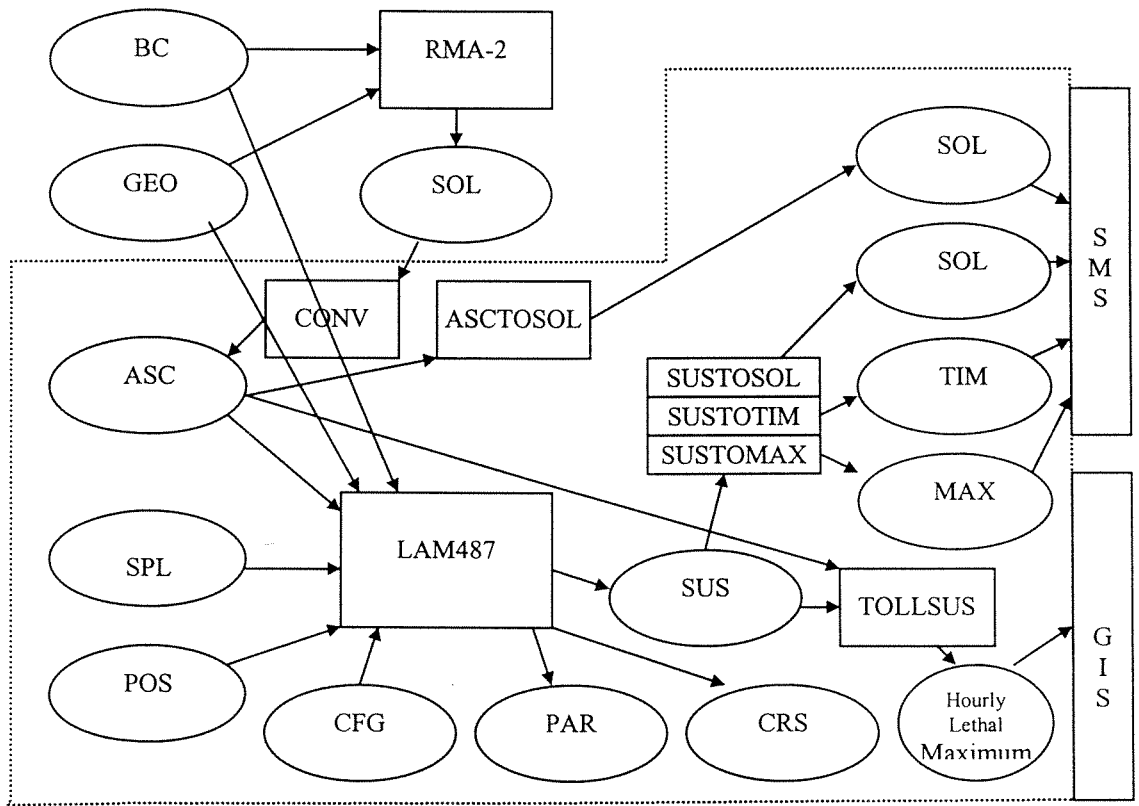 BC
RMA-2
GEO
SOL
SOL
SOL
CONV
ASCTOSOL
ASC
SUSTOSOL
SUSTOTIM
SUSTOMAX
TIM
MAX
S
M
S
LAM487
SPL
SUS
TOLLSUS
POS
CFG
PAR
CRS
Hourly
Lethal
Maximum
G
I
S